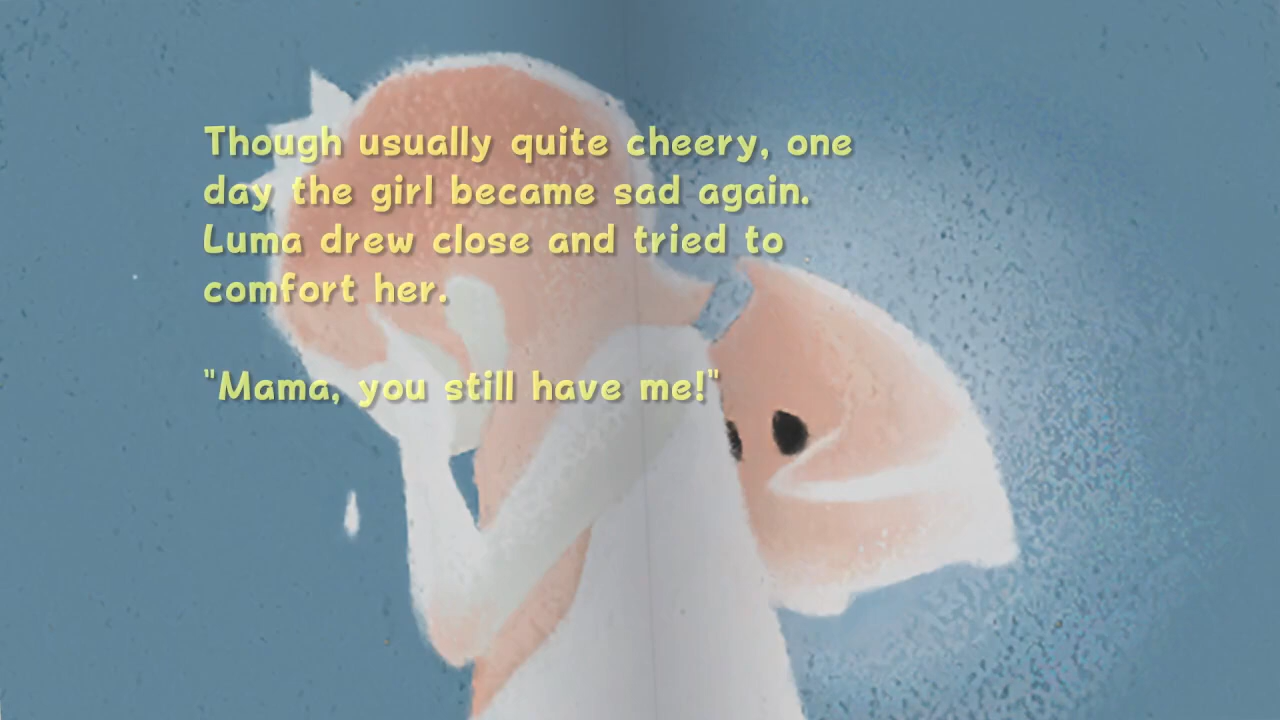 Though usually quite cheery, one
day the girl became sad again.
Luma drew close and tried to
comfort her.
"Mama, you still have me!"